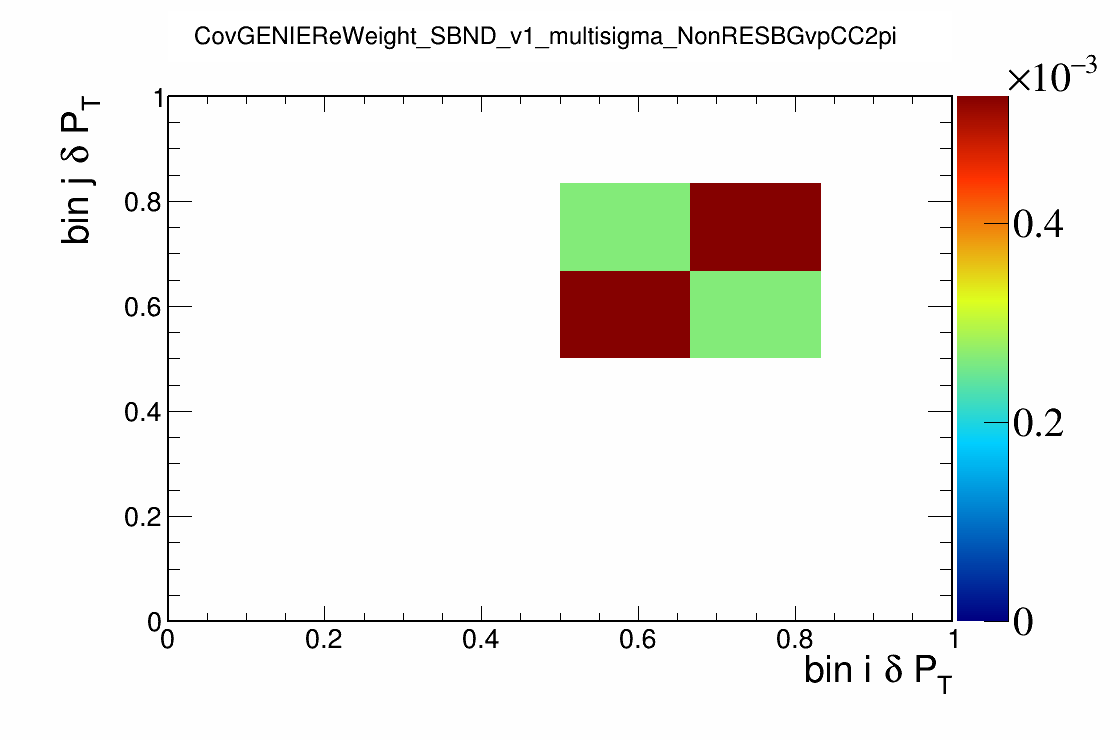 CovGENIEReWeight_SBND_v1_multisigma_NonRESBGvpCC2pi
×10⁻³
bin j δ P_T
1
0.8
0.6
0.4
0.2
0
0 0.2 0.4 0.6 0.8 1
bin i δ P_T
0.4
0.2
0